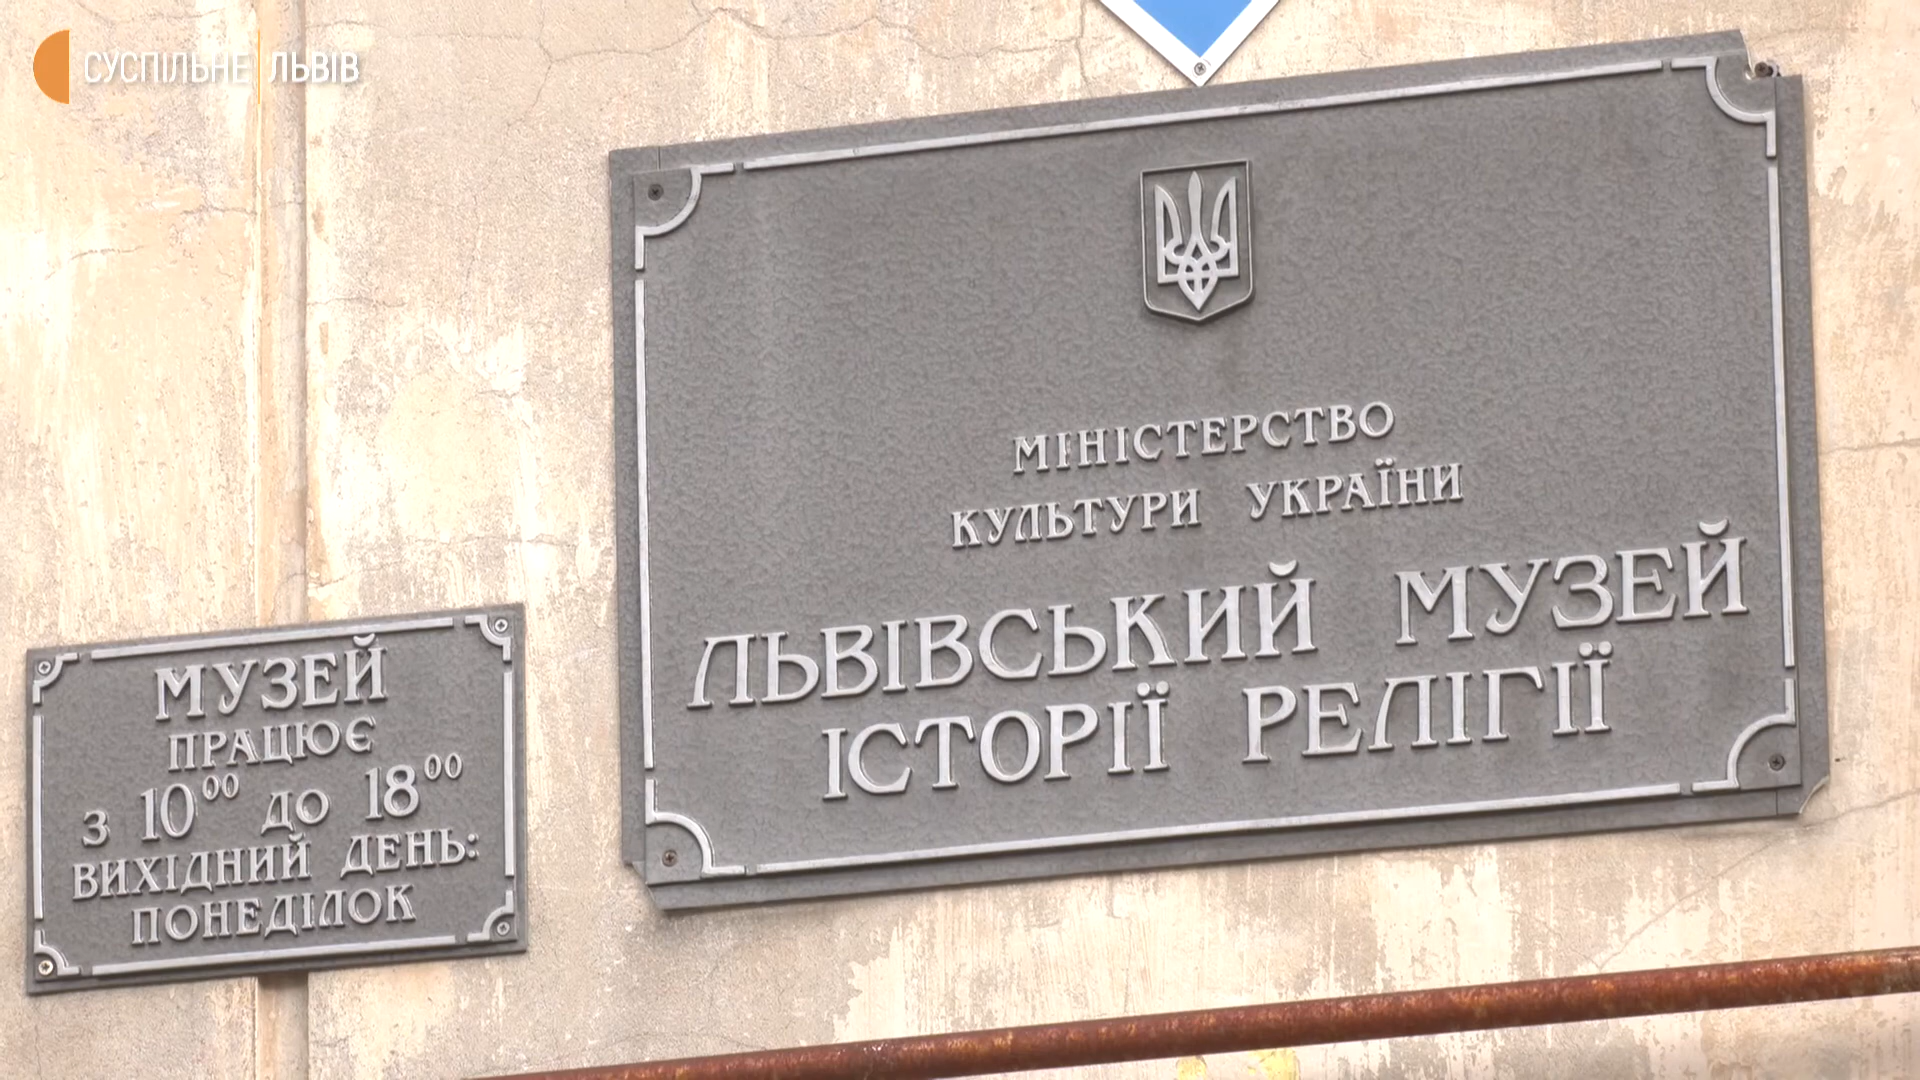 СУСПІЛЬНЕ ЛЬВІВ
МІНІСТЕРСТВО
КУЛЬТУРИ УКРАЇНИ
ЛЬВІВСЬКИЙ МУЗЕЙ
ІСТОРІЇ РЕЛІГІЇ
МУЗЕЙ
ПРАЦЮЄ
З 10⁰⁰ ДО 18⁰⁰
ВИХІДНИЙ ДЕНЬ:
ПОНЕДІЛОК